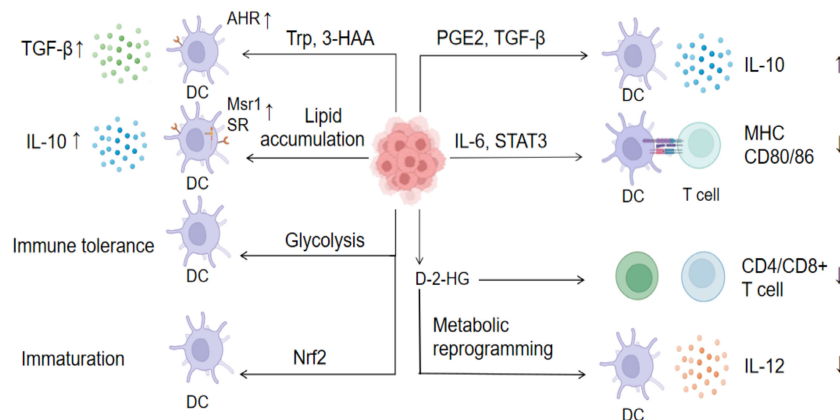 TGF-β↑
DC
AHR↑
Trp, 3-HAA
PGE2, TGF-β
DC
IL-10 ↑
IL-10 ↑
DC
Msr1 ↑
SR
Lipid
accumulation
IL-6, STAT3
DC
T cell
MHC
CD80/86 ↓
Immune tolerance
DC
Glycolysis
D-2-HG
CD4/CD8+
T cell ↓
Immaturation
DC
Nrf2
Metabolic
reprogramming
DC
IL-12 ↓